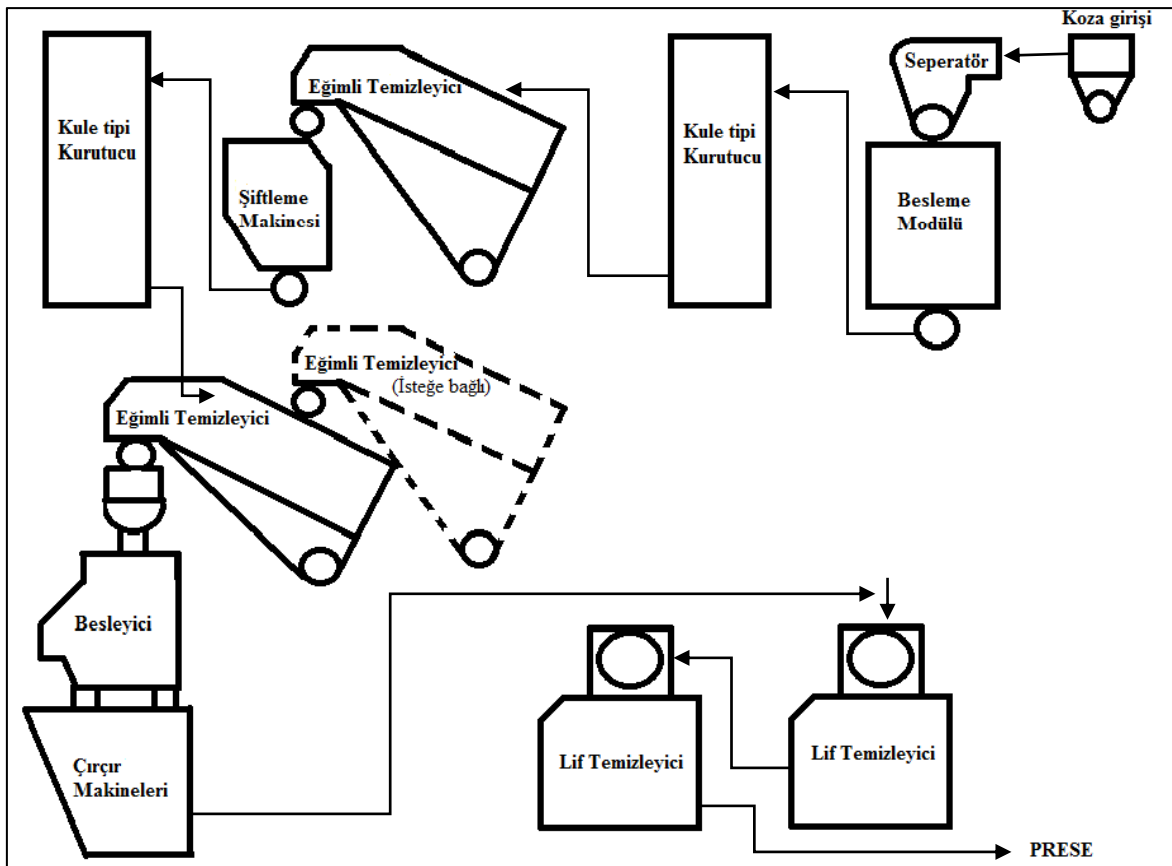 Koza girişi
Seperatör
Eğimli Temizleyici
Kule tipi
Kurutucu
Kule tipi
Kurutucu
Şiftleme
Makinesi
Besleme
Modülü
Eğimli Temizleyici
(İsteğe bağlı)
Eğimli Temizleyici
Besleyici
Çırçır
Makineleri
Lif Temizleyici
Lif Temizleyici
PRESE